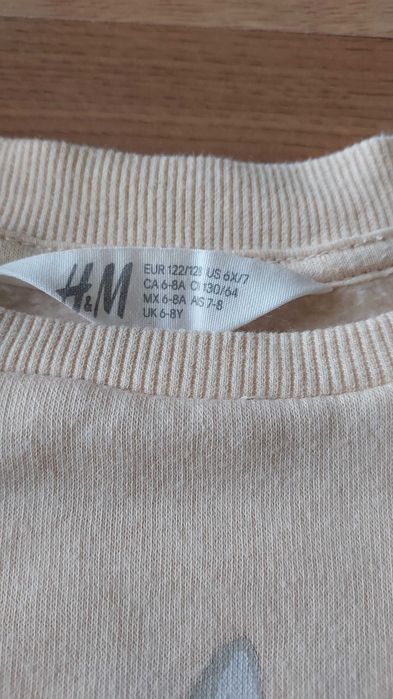 H&M
EUR 122/128 US 6X/7
CA 6-8A CI 130/64
MX 6-8A AS 7-8
UK 6-8Y